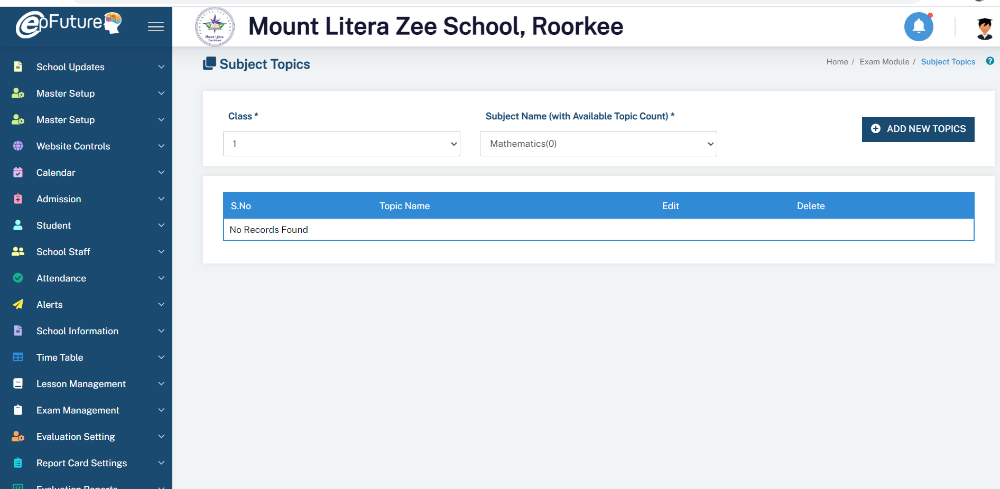 epFuture
Mount Litera Zee School, Roorkee
Mount Litera
Zee School
School Updates
Master Setup
Master Setup
Website Controls
Calendar
Admission
Student
School Staff
Attendance
Alerts
School Information
Time Table
Lesson Management
Exam Management
Evaluation Setting
Report Card Settings
Evaluation Reports
Subject Topics
Home / Exam Module / Subject Topics ?
Class *
Subject Name (with Available Topic Count) *
1
Mathematics(0)
ADD NEW TOPICS
S.No Topic Name Edit Delete
No Records Found